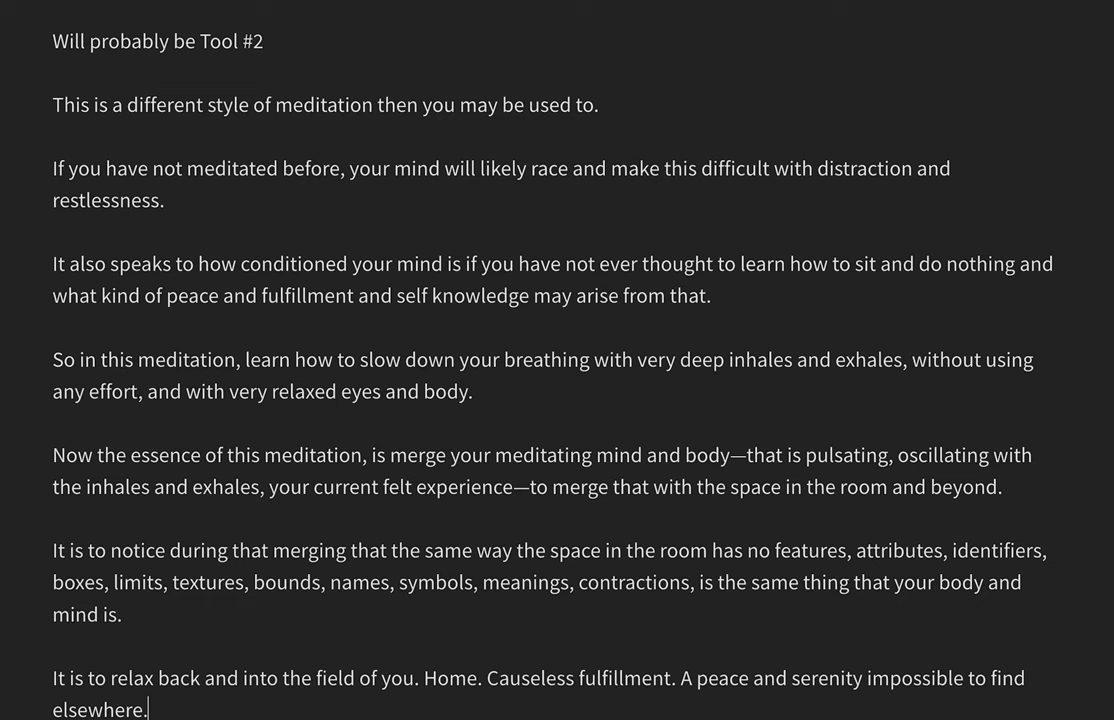 Will probably be Tool #2
This is a different style of meditation then you may be used to.
If you have not meditated before, your mind will likely race and make this difficult with distraction and
restlessness.
It also speaks to how conditioned your mind is if you have not ever thought to learn how to sit and do nothing and
what kind of peace and fulfillment and self knowledge may arise from that.
So in this meditation, learn how to slow down your breathing with very deep inhales and exhales, without using
any effort, and with very relaxed eyes and body.
Now the essence of this meditation, is merge your meditating mind and body—that is pulsating, oscillating with
the inhales and exhales, your current felt experience—to merge that with the space in the room and beyond.
It is to notice during that merging that the same way the space in the room has no features, attributes, identifiers,
boxes, limits, textures, bounds, names, symbols, meanings, contractions, is the same thing that your body and
mind is.
It is to relax back and into the field of you. Home. Causeless fulfillment. A peace and serenity impossible to find
elsewhere.